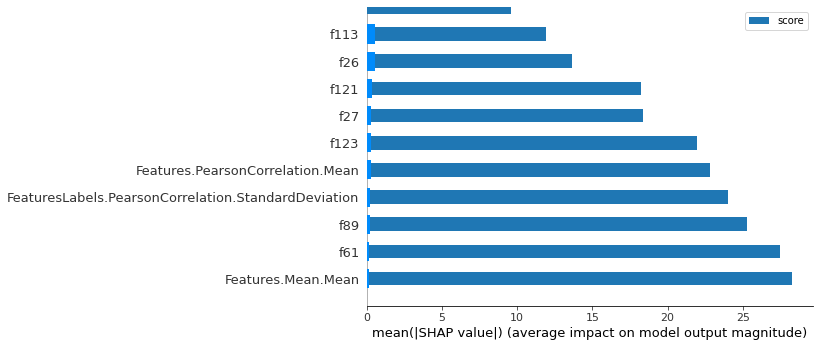 score
f113
f26
f121
f27
f123
Features.PearsonCorrelation.Mean
FeaturesLabels.PearsonCorrelation.StandardDeviation
f89
f61
Features.Mean.Mean
0 5 10 15 20 25
mean(|SHAP value|) (average impact on model output magnitude)